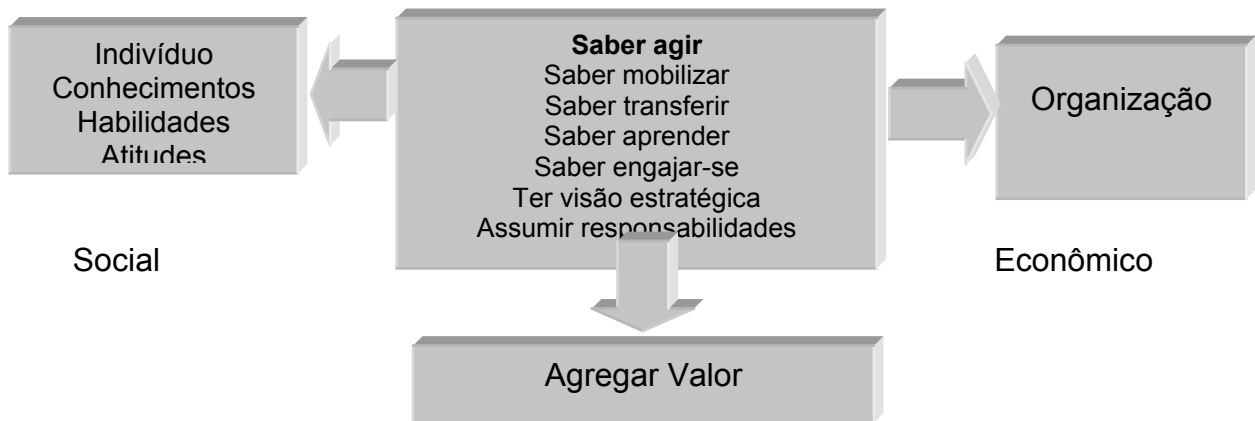 Indivíduo
Conhecimentos
Habilidades
Atitudes
Social
Saber agir
Saber mobilizar
Saber transferir
Saber aprender
Saber engajar-se
Ter visão estratégica
Assumir responsabilidades
Organização
Econômico
Agregar Valor